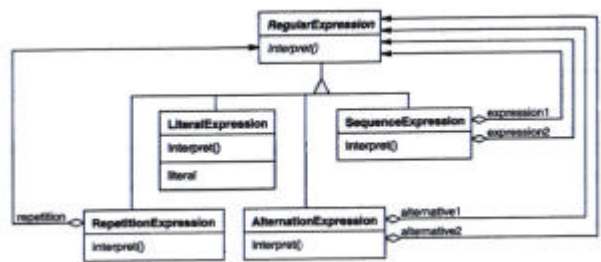 RegularExpression
Interpret()
LiteralExpression
Interpret()
literal
SequenceExpression
Interpret()
expression1
expression2
repetition
RepetitionExpression
Interpret()
AlternationExpression
Interpret()
alternative1
alternative2